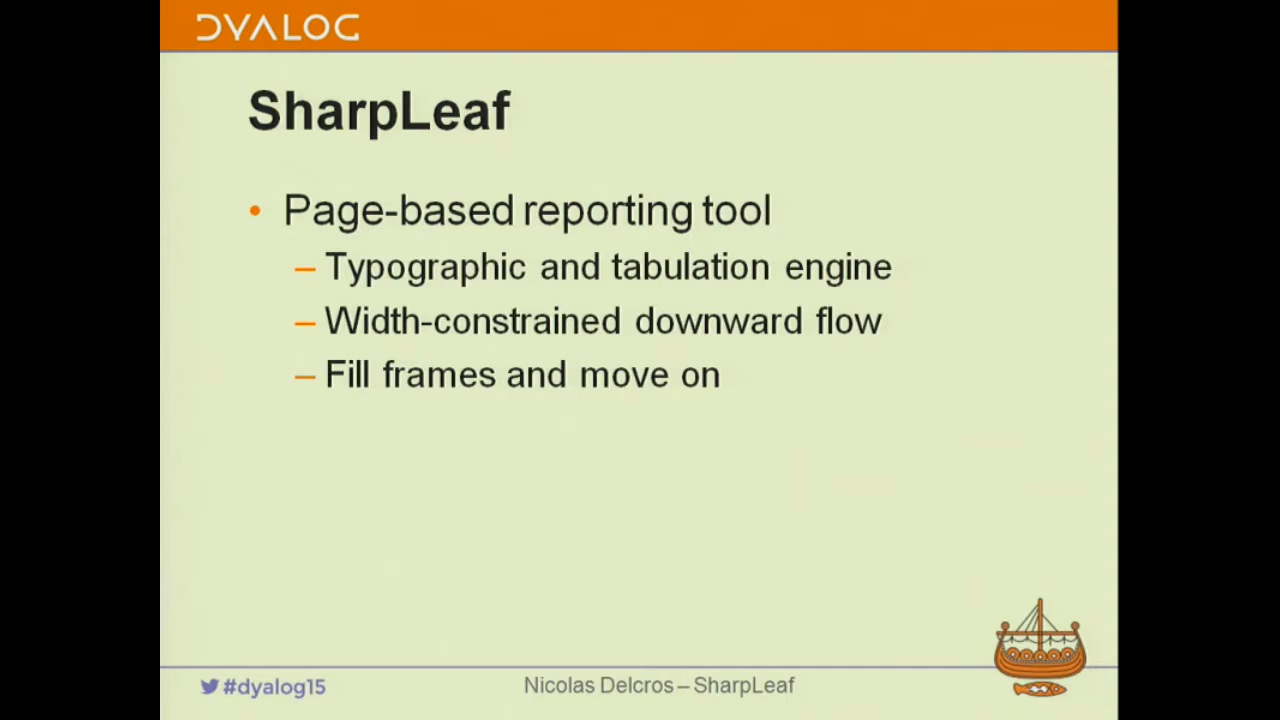 DYALOG
SharpLeaf
• Page-based reporting tool
– Typographic and tabulation engine
– Width-constrained downward flow
– Fill frames and move on
#dyalog15
Nicolas Delcros – SharpLeaf